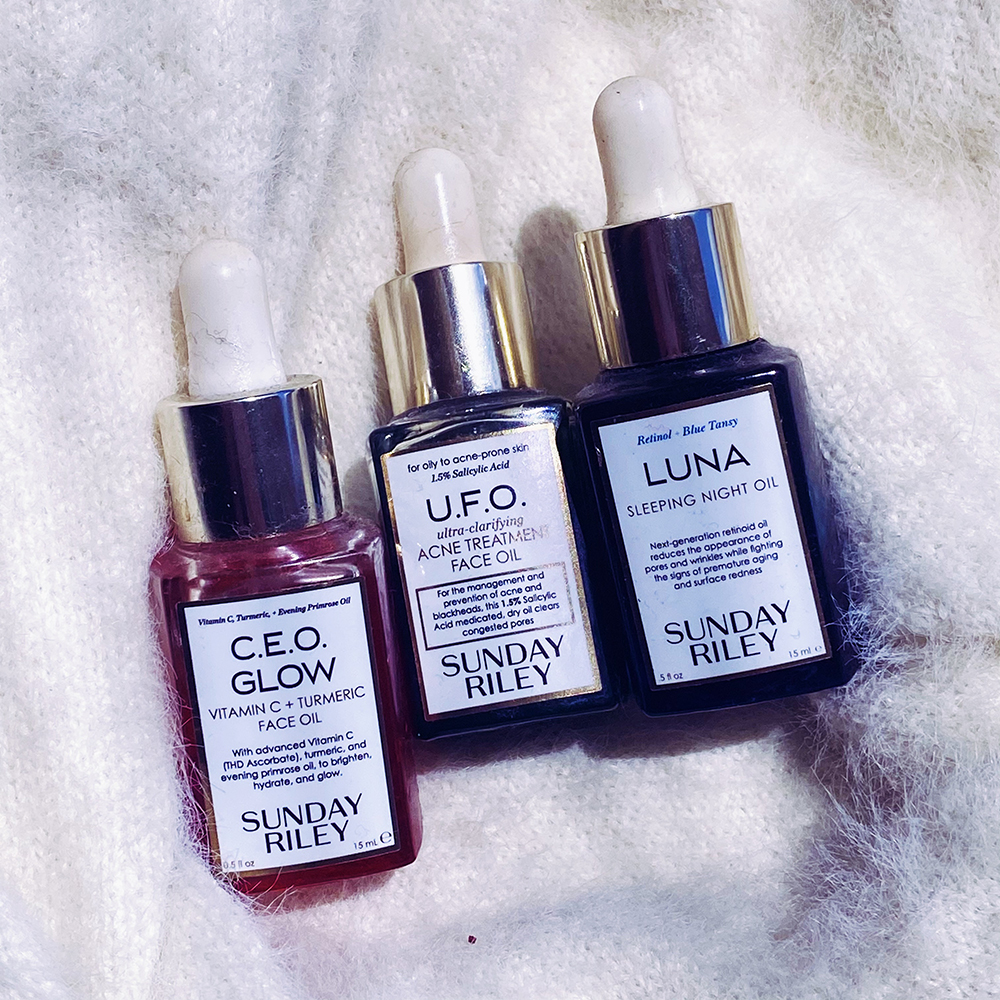 Vitamin C, Turmeric, + Evening Primrose Oil
C.E.O.
GLOW
VITAMIN C + TURMERIC
FACE OIL
With advanced Vitamin C
(THD Ascorbate), turmeric, and
evening primrose oil, to brighten,
hydrate, and glow.
SUNDAY
RILEY
0.5 fl oz 15 mL ℮
for oily to acne-prone skin
1.5% Salicylic Acid
U.F.O.
ultra-clarifying
ACNE TREATMENT
FACE OIL
For the management and
prevention of acne and
blackheads, this 1.5% Salicylic
Acid medicated, dry oil clears
congested pores
SUNDAY
RILEY
Retinol + Blue Tansy
LUNA
SLEEPING NIGHT OIL
Next-generation retinoid oil
reduces the appearance of
pores and wrinkles while fighting
the signs of premature aging
and surface redness
SUNDAY
RILEY
.5 fl oz 15 mL ℮